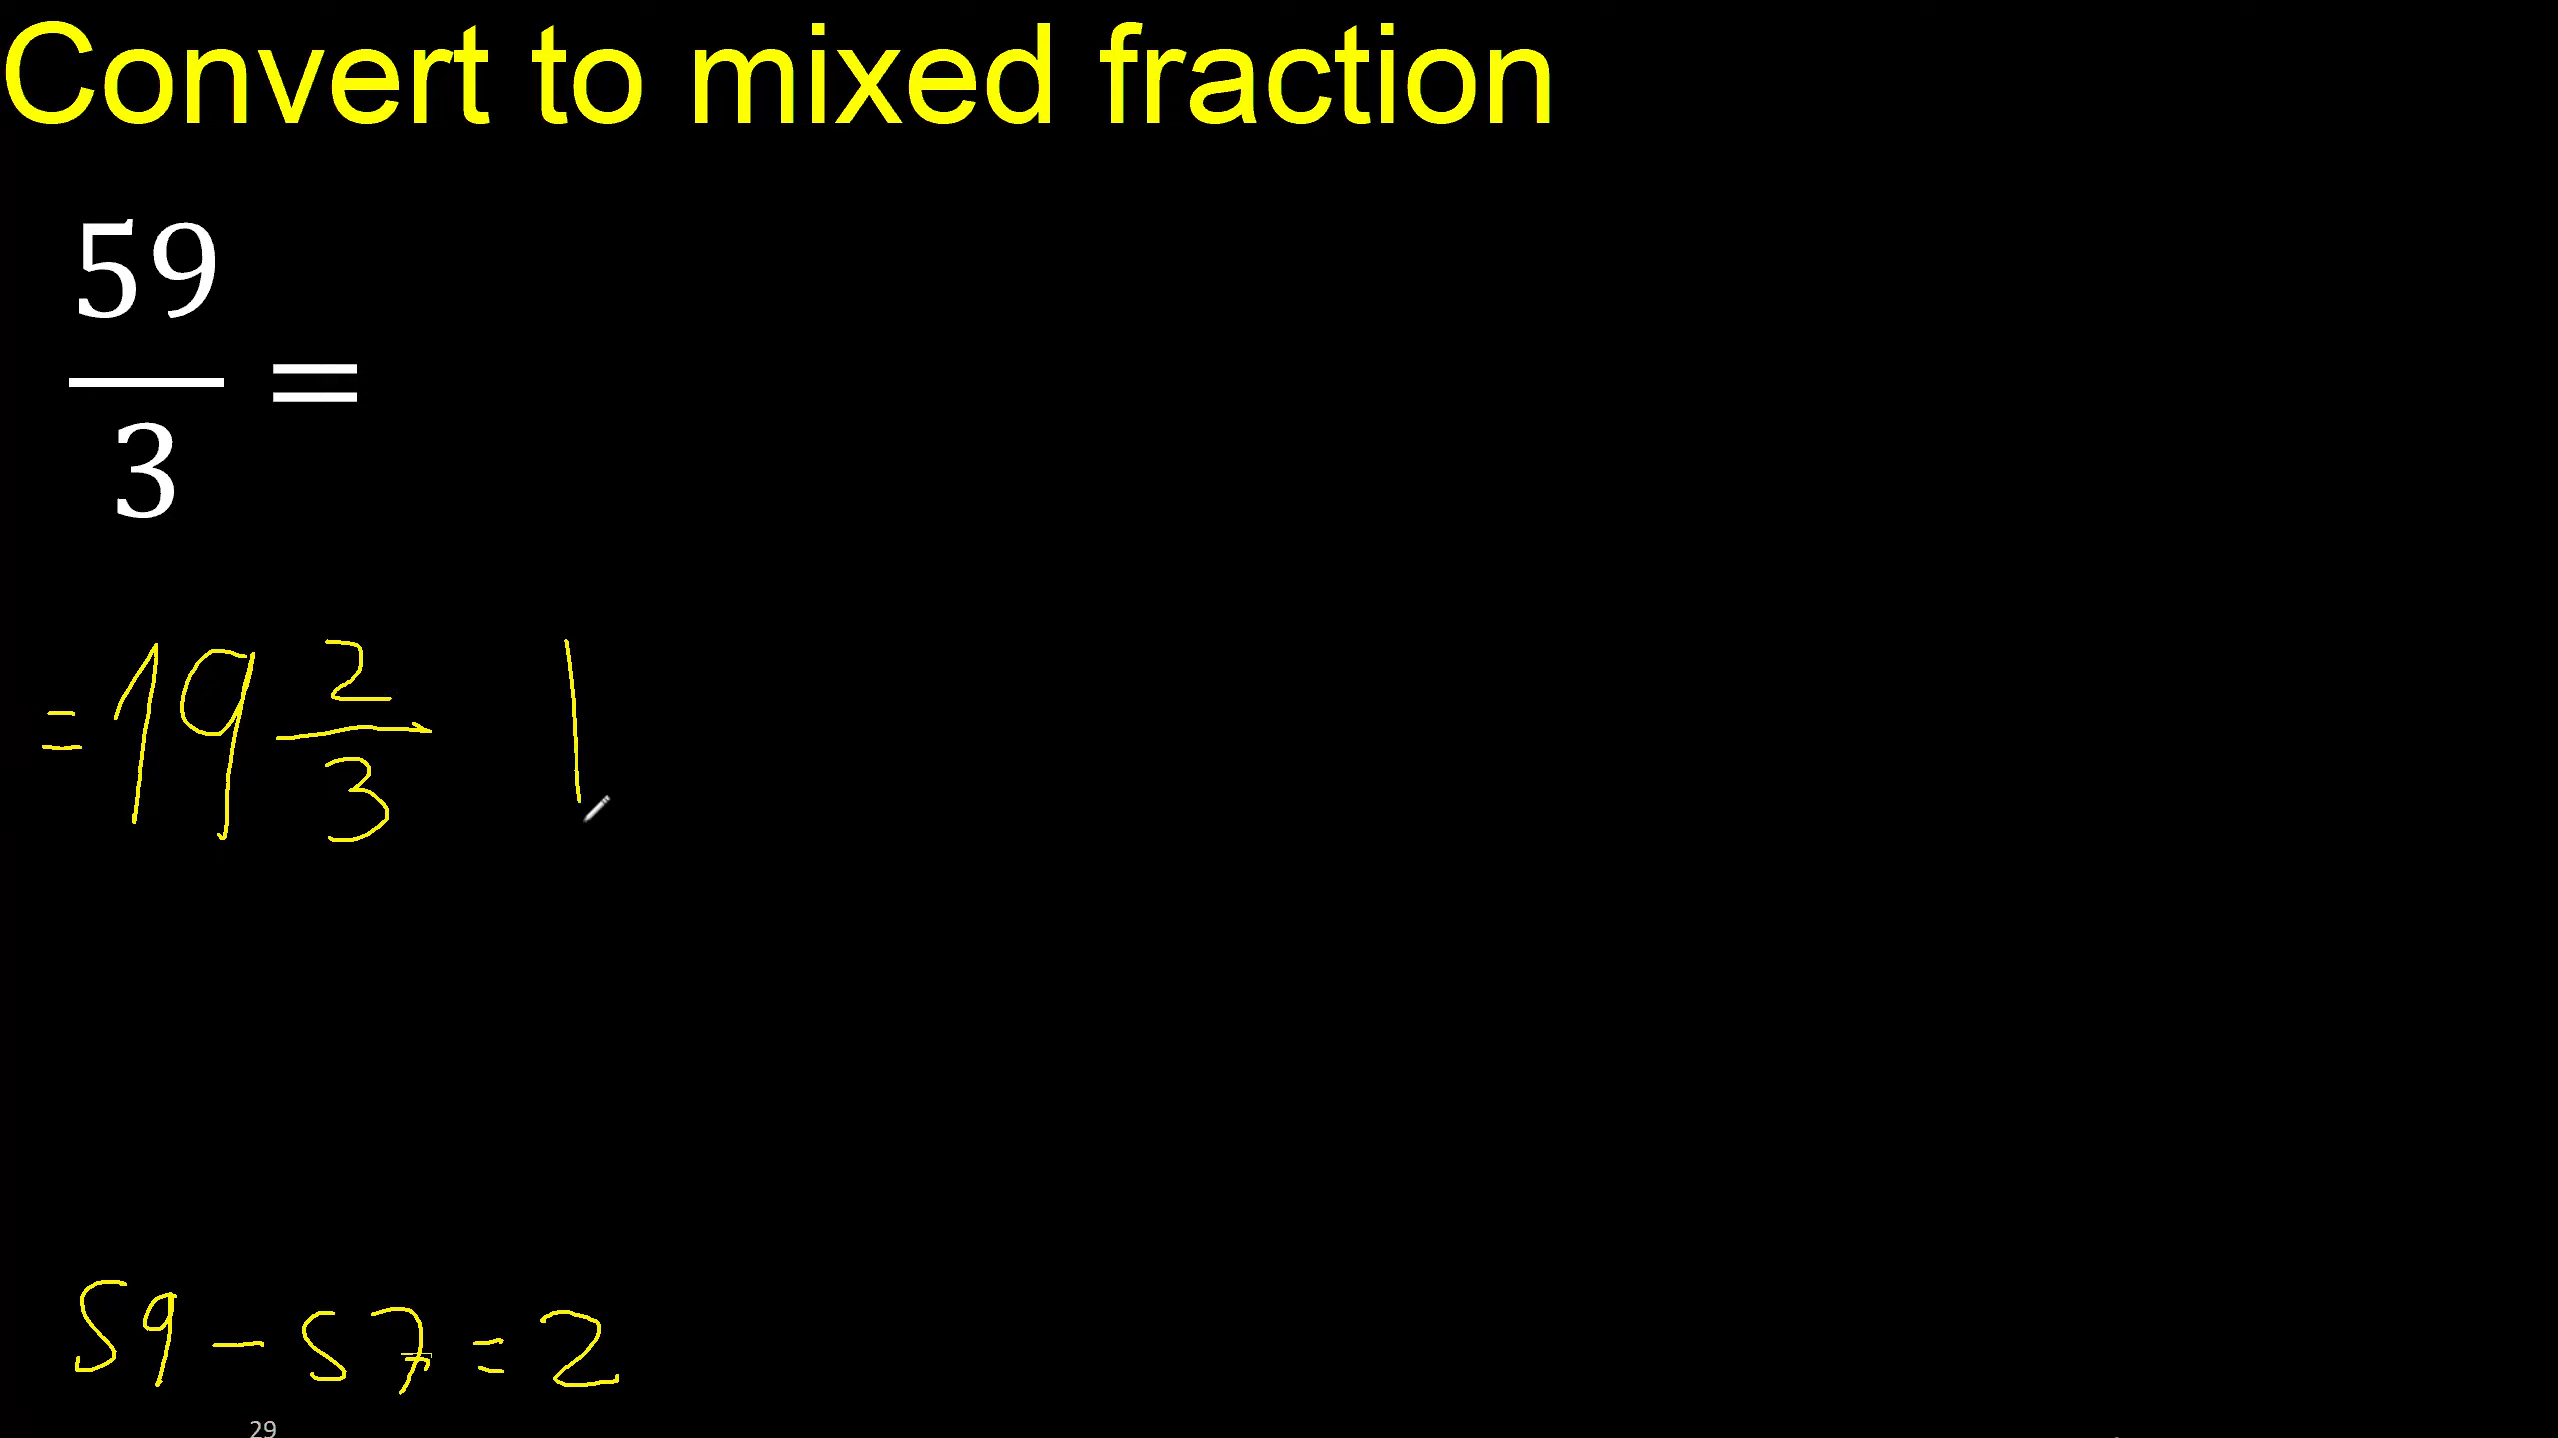 Convert to mixed fraction
59
3 =
= 19 2/3 |
59 - 57 = 2
29